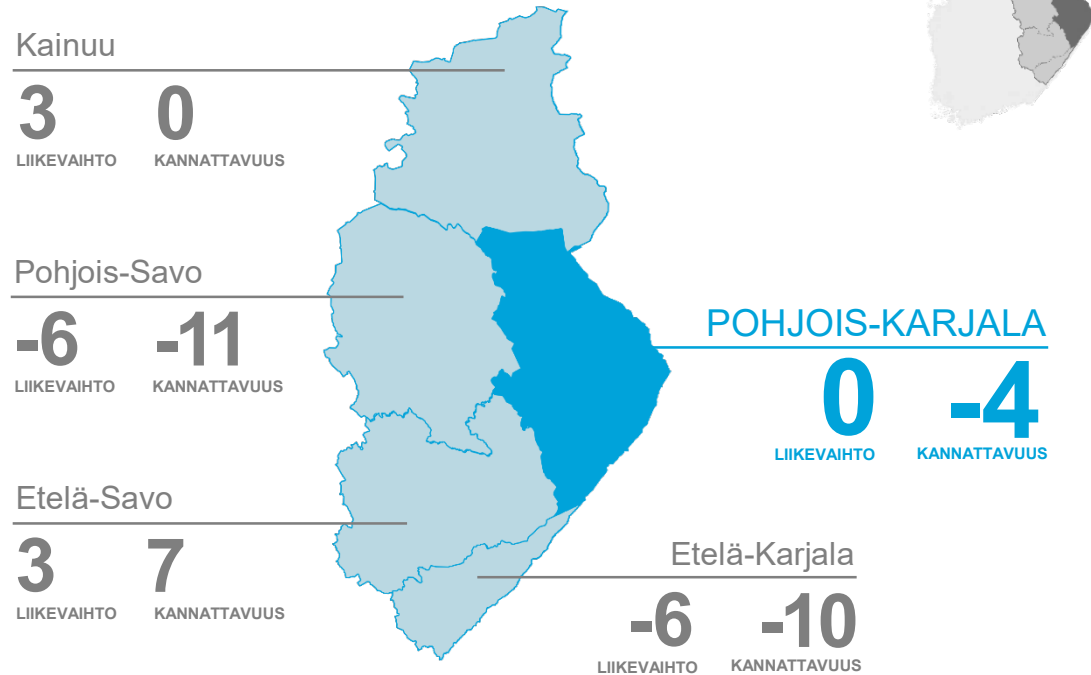 Kainuu
3 0
LIIKEVAIHTO KANNATTAVUUS
Pohjois-Savo
-6 -11
LIIKEVAIHTO KANNATTAVUUS
POHJOIS-KARJALA
0 -4
LIIKEVAIHTO KANNATTAVUUS
Etelä-Savo
3 7
LIIKEVAIHTO KANNATTAVUUS
Etelä-Karjala
-6 -10
LIIKEVAIHTO KANNATTAVUUS